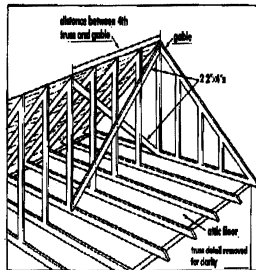 distance between 4th
truss and gable
gable
2 2"x4"s
attic floor
truss detail removed
for clarity